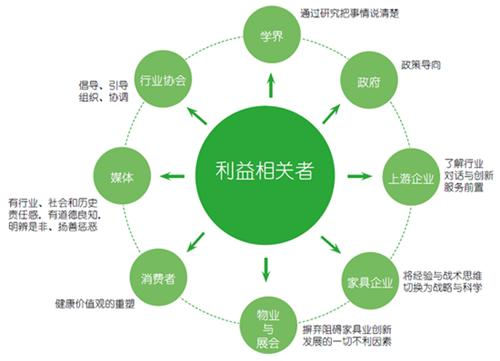 利益相关者
学界
通过研究把事情说清楚
政府
政策导向
上游企业
了解行业
对话与创新
服务前置
家具企业
将经验与战术思维
切换为战略与科学
物业
与
展会
摒弃阻碍家具业创新
发展的一切不利因素
消费者
健康价值观的重塑
媒体
有行业、社会和历史
责任感。有道德良知,
明辨是非、扬善惩恶
行业协会
倡导、引导
组织、协调